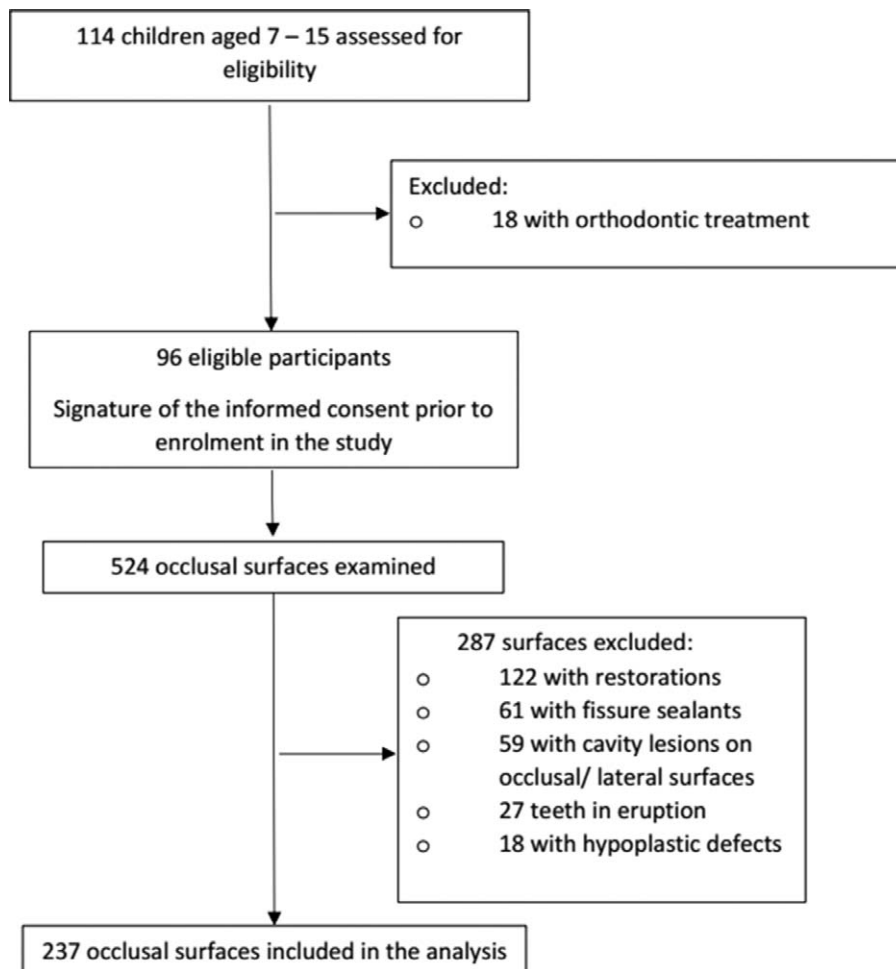 114 children aged 7 – 15 assessed for
eligibility
Excluded:
o 18 with orthodontic treatment
96 eligible participants
Signature of the informed consent prior to
enrolment in the study
524 occlusal surfaces examined
287 surfaces excluded:
o 122 with restorations
o 61 with fissure sealants
o 59 with cavity lesions on
occlusal/ lateral surfaces
o 27 teeth in eruption
o 18 with hypoplastic defects
237 occlusal surfaces included in the analysis